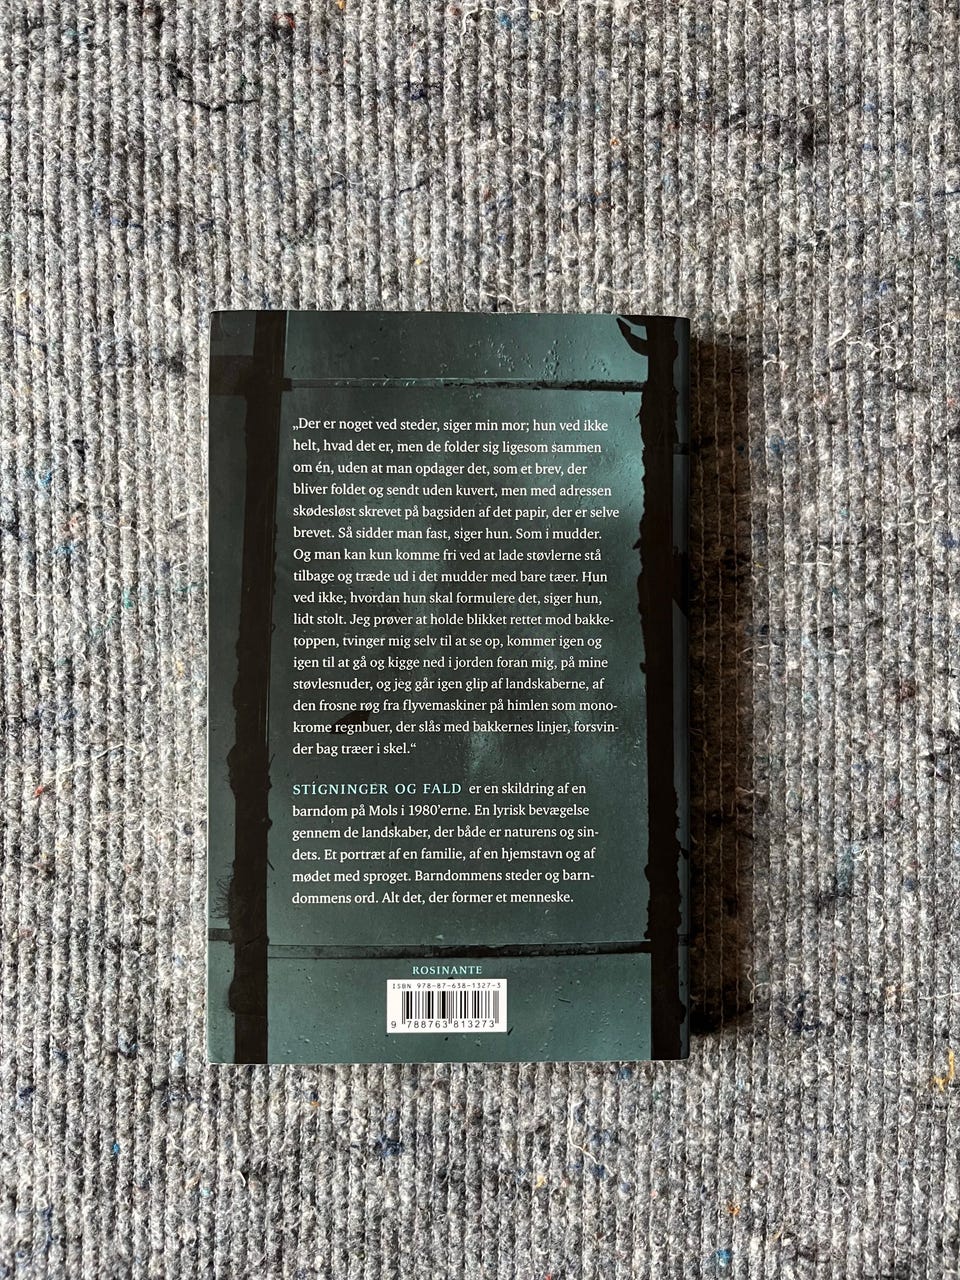 „Der er noget ved steder, siger min mor; hun ved ikke
helt, hvad det er, men de folder sig ligesom sammen
om én, uden at man opdager det, som et brev, der
bliver foldet og sendt uden kuvert, men med adressen
skødesløst skrevet på bagsiden af det papir, der er selve
brevet. Så sidder man fast, siger hun. Som i mudder.
Og man kan kun komme fri ved at lade støvlerne stå
tilbage og træde ud i det mudder med bare tæer. Hun
ved ikke, hvordan hun skal formulere det, siger hun,
lidt stolt. Jeg prøver at holde blikket rettet mod bakke-
toppen, tvinger mig selv til at se op, kommer igen og
igen til at gå og kigge ned i jorden foran mig, på mine
støvlesnuder, og jeg går igen glip af landskaberne, af
den frosne røg fra flyvemaskiner på himlen som mono-
krome regnbuer, der slås med bakkernes linjer, forsvin-
der bag træer i skel.“
STIGNINGER OG FALD er en skildring af en
barndom på Mols i 1980'erne. En lyrisk bevægelse
gennem de landskaber, der både er naturens og sin-
dets. Et portræt af en familie, af en hjemstavn og af
mødet med sproget. Barndommens steder og barn-
dommens ord. Alt det, der former et menneske.
ROSINANTE
ISBN 978-87-638-1327-3
9 788763 813273